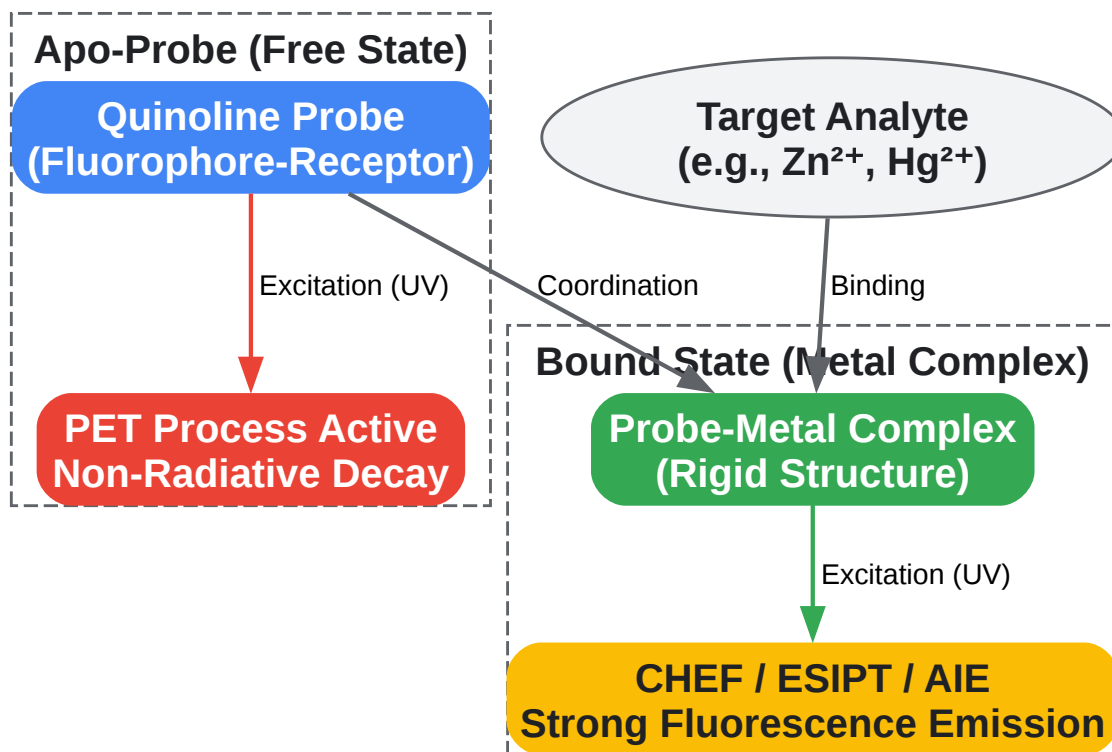 Apo-Probe (Free State)
Quinoline Probe
(Fluorophore-Receptor)
Target Analyte
(e.g., Zn²⁺, Hg²⁺)
Excitation (UV)
Coordination
Binding
Bound State (Metal Complex)
PET Process Active
Non-Radiative Decay
Probe-Metal Complex
(Rigid Structure)
Excitation (UV)
CHEF / ESIPT / AIE
Strong Fluorescence Emission